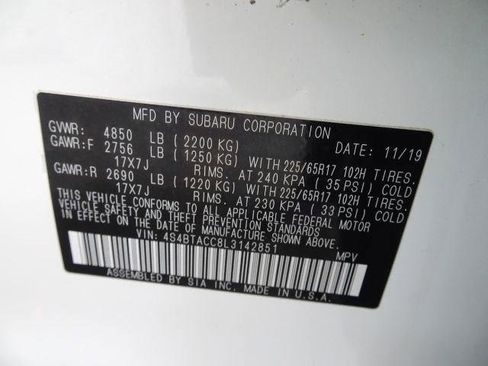 MFD BY SUBARU CORPORATION DATE: 11/19
GVWR: 4850 LB (2200 KG)
GAWR:F 2756 LB (1250 KG) WITH 225/65R17 102H TIRES,
17X7J RIMS, AT 240 KPA (35 PSI) COLD
GAWR:R 2690 LB (1220 KG) WITH 225/65R17 102H TIRES,
17X7J RIMS, AT 230 KPA (33 PSI) COLD
THIS VEHICLE CONFORMS TO ALL APPLICABLE FEDERAL MOTOR
VEHICLE SAFETY, BUMPER, AND THEFT PREVENTION STANDARDS
IN EFFECT ON THE DATE OF MANUFACTURE SHOWN ABOVE.
VIN: 4S4BTACC8L3142851 MPV
ASSEMBLED BY SIA INC. MADE IN U.S.A.